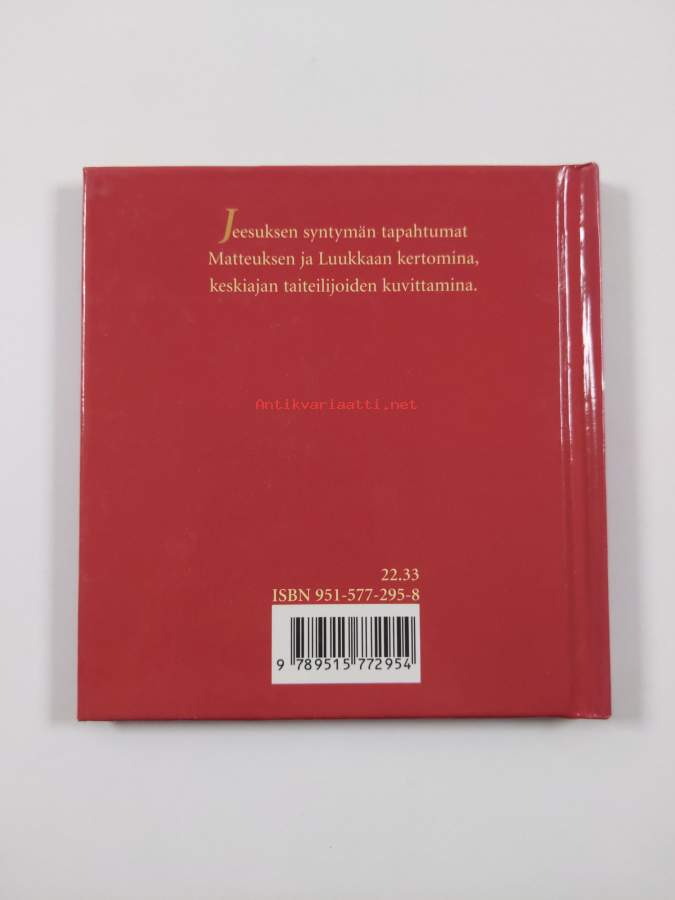 Jeesuksen syntymän tapahtumat
Matteuksen ja Luukkaan kertomina,
keskiajan taiteilijoiden kuvittamina.
Antikvariaatti.net
22.33
ISBN 951-577-295-8
9 789515 772954